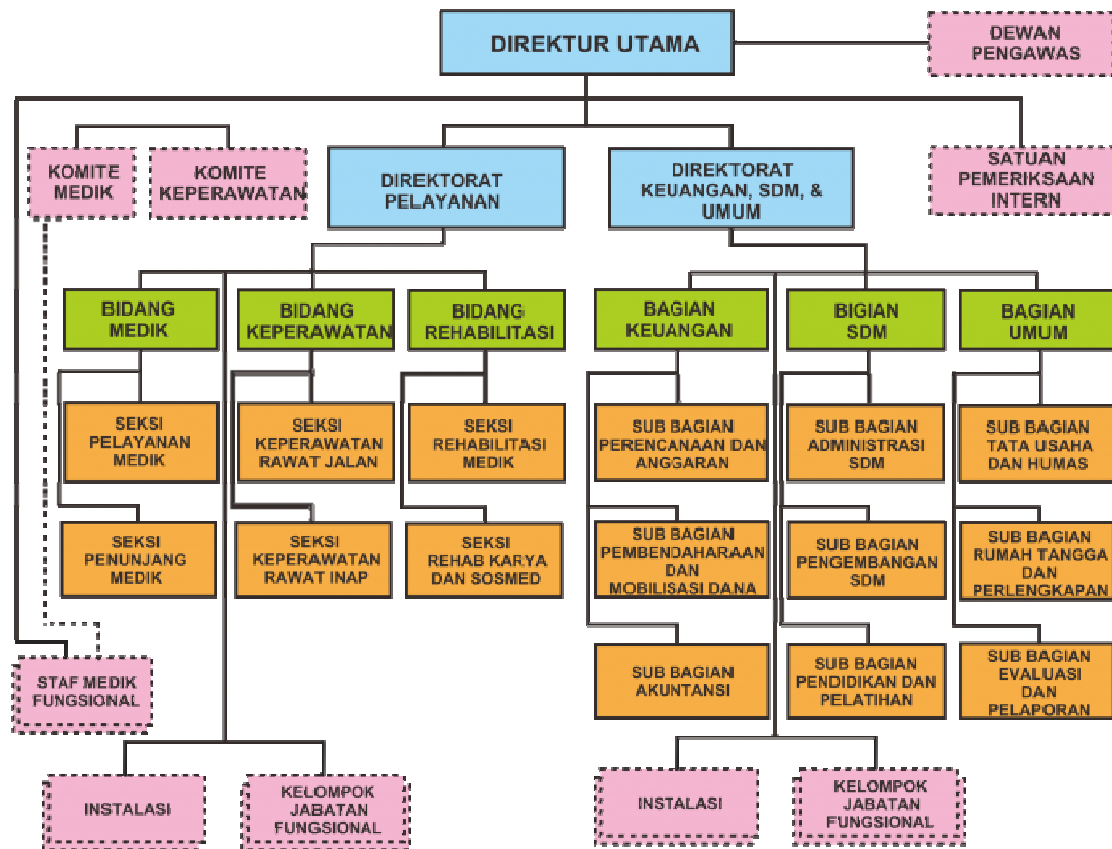 DIREKTUR UTAMA
DEWAN
PENGAWAS
KOMITE
MEDIK
KOMITE
KEPERAWATAN
DIREKTORAT
PELAYANAN
DIREKTORAT
KEUANGAN, SDM, &
UMUM
SATUAN
PEMERIKSAAN
INTERN
BIDANG
MEDIK
BIDANG
KEPERAWATAN
BIDANG
REHABILITASI
BAGIAN
KEUANGAN
BIGIAN
SDM
BAGIAN
UMUM
SEKSI
PELAYANAN
MEDIK
SEKSI
KEPERAWATAN
RAWAT JALAN
SEKSI
REHABILITASI
MEDIK
SUB BAGIAN
PERENCANAAN DAN
ANGGARAN
SUB BAGIAN
ADMINISTRASI
SDM
SUB BAGIAN
TATA USAHA
DAN HUMAS
SEKSI
PENUNJANG
MEDIK
SEKSI
KEPERAWATAN
RAWAT INAP
SEKSI
REHAB KARYA
DAN SOSMED
SUB BAGIAN
PEMBENDAHARAAN
DAN
MOBILISASI DANA
SUB BAGIAN
PENGEMBANGAN
SDM
SUB BAGIAN
RUMAH TANGGA
DAN
PERLENGKAPAN
STAF MEDIK
FUNGSIONAL
SUB BAGIAN
AKUNTANSI
SUB BAGIAN
PENDIDIKAN DAN
PELATIHAN
SUB BAGIAN
EVALUASI
DAN
PELAPORAN
INSTALASI
KELOMPOK
JABATAN
FUNGSIONAL
INSTALASI
KELOMPOK
JABATAN
FUNGSIONAL